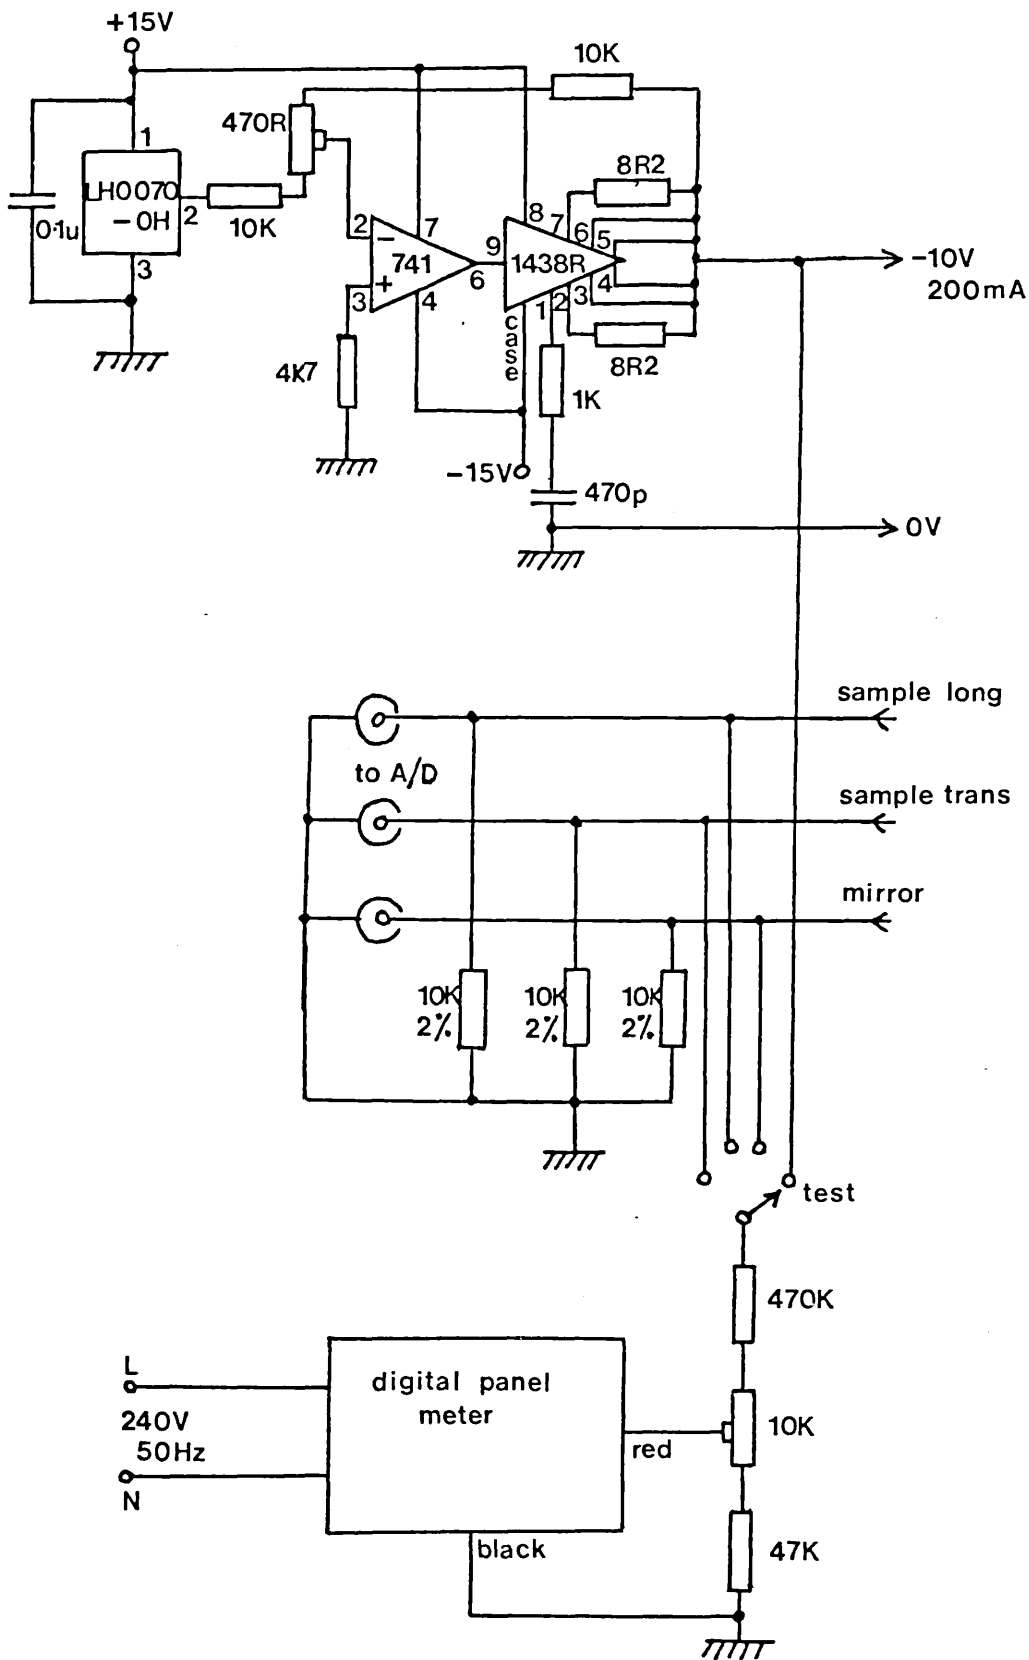 +15V
10K
470R
1
LH0070
-0H
2
3
0·1u
10K
8R2
2
-
741
+
3
7
4
6
9
1438R
8
7
6
5
4
3
2
1
case
8R2
-10V
200mA
4K7
1K
-15V
470p
0V
sample long
to A/D
sample trans
mirror
10K
2%
10K
2%
10K
2%
test
470K
L
240V
50Hz
N
digital panel
meter
red
10K
black
47K